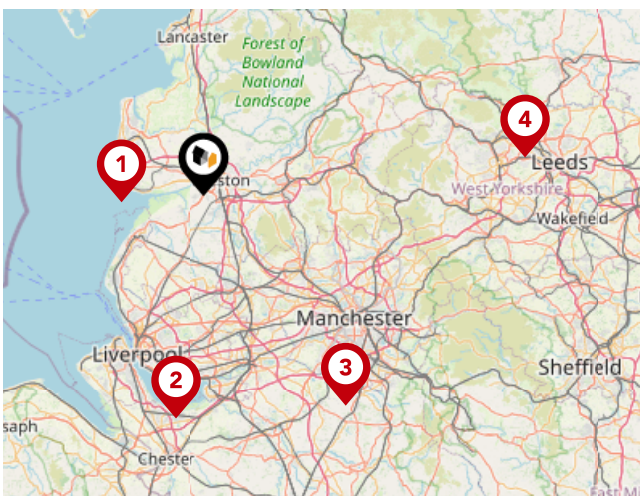 Lancaster
Forest of
Bowland
National
Landscape
4
1
ston
Leeds
West Yorkshire
Wakefield
Manchester
Liverpool
3
Sheffield
2
saph
Chester
East M